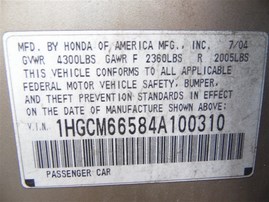 MFD. BY HONDA OF AMERICA MFG., INC. 7/04
GVWR 4300LBS GAWR F 2360LBS R 2005LBS
THIS VEHICLE CONFORMS TO ALL APPLICABLE
FEDERAL MOTOR VEHICLE SAFETY, BUMPER,
AND THEFT PREVENTION STANDARDS IN EFFECT
ON THE DATE OF MANUFACTURE SHOWN ABOVE.
V.I.N. 1HGCM66584A100310
PASSENGER CAR